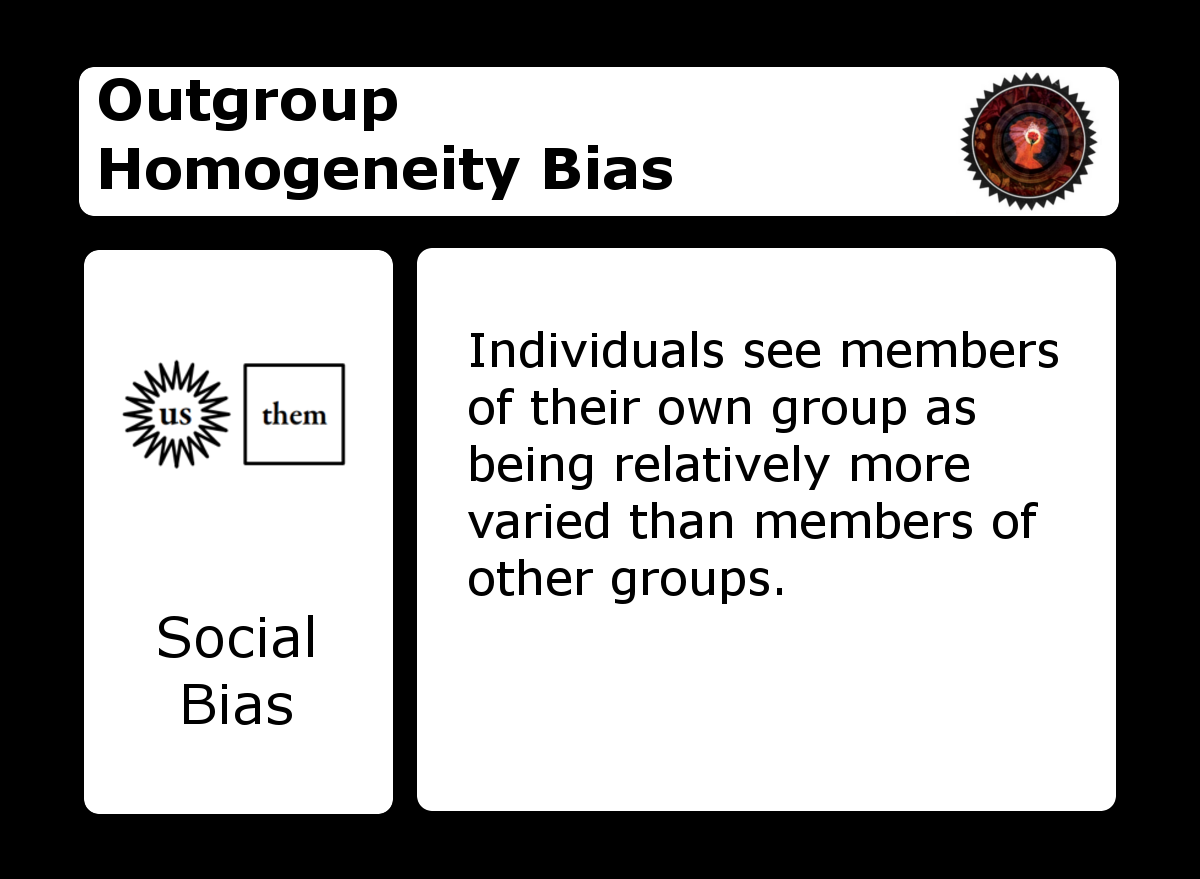 Outgroup
Homogeneity Bias
us
them
Social
Bias
Individuals see members
of their own group as
being relatively more
varied than members of
other groups.